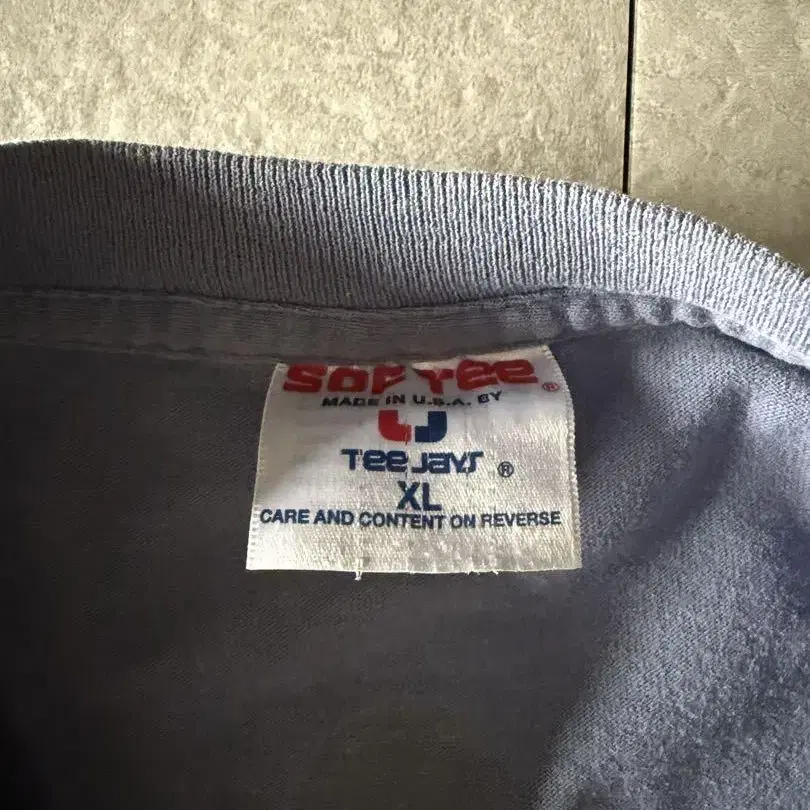 SOF TEE ®
MADE IN U.S.A. BY
TEE JAYS ®
XL
CARE AND CONTENT ON REVERSE